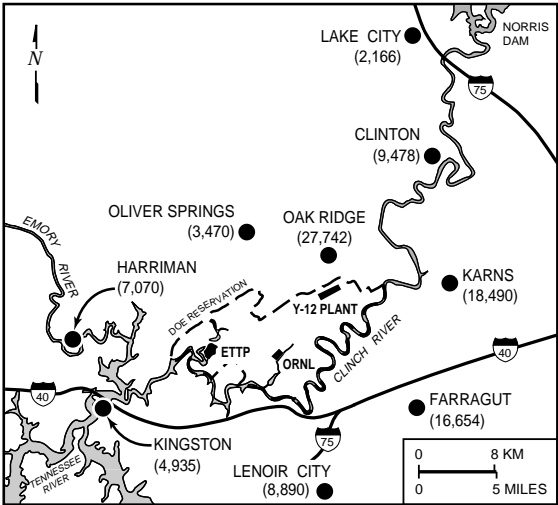 N
LAKE CITY
(2,166)
NORRIS
DAM
75
CLINTON
(9,478)
OLIVER SPRINGS
(3,470)
OAK RIDGE
(27,742)
EMORY
RIVER
HARRIMAN
(7,070)
DOE RESERVATION
Y-12 PLANT
KARNS
(18,490)
ETTP
ORNL
CLINCH RIVER
40
40
FARRAGUT
(16,654)
KINGSTON
(4,935)
75
TENNESSEE
RIVER
LENOIR CITY
(8,890)
0 8 KM
0 5 MILES